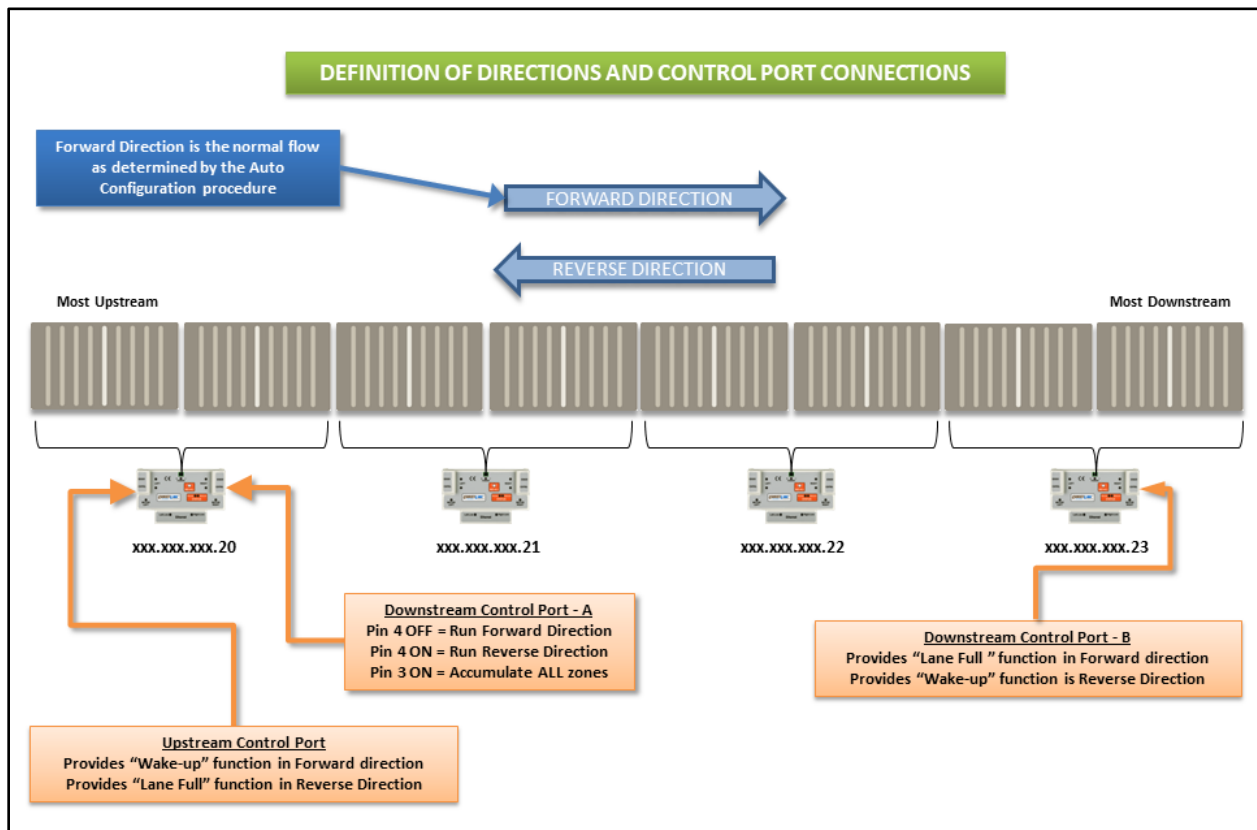 DEFINITION OF DIRECTIONS AND CONTROL PORT CONNECTIONS
Forward Direction is the normal flow
as determined by the Auto
Configuration procedure
FORWARD DIRECTION
REVERSE DIRECTION
Most Upstream
Most Downstream
xxx.xxx.xxx.20
xxx.xxx.xxx.21
xxx.xxx.xxx.22
xxx.xxx.xxx.23
Downstream Control Port - A
Pin 4 OFF = Run Forward Direction
Pin 4 ON = Run Reverse Direction
Pin 3 ON = Accumulate ALL zones
Downstream Control Port - B
Provides “Lane Full ” function in Forward direction
Provides “Wake-up” function is Reverse Direction
Upstream Control Port
Provides “Wake-up” function in Forward direction
Provides “Lane Full” function in Reverse Direction